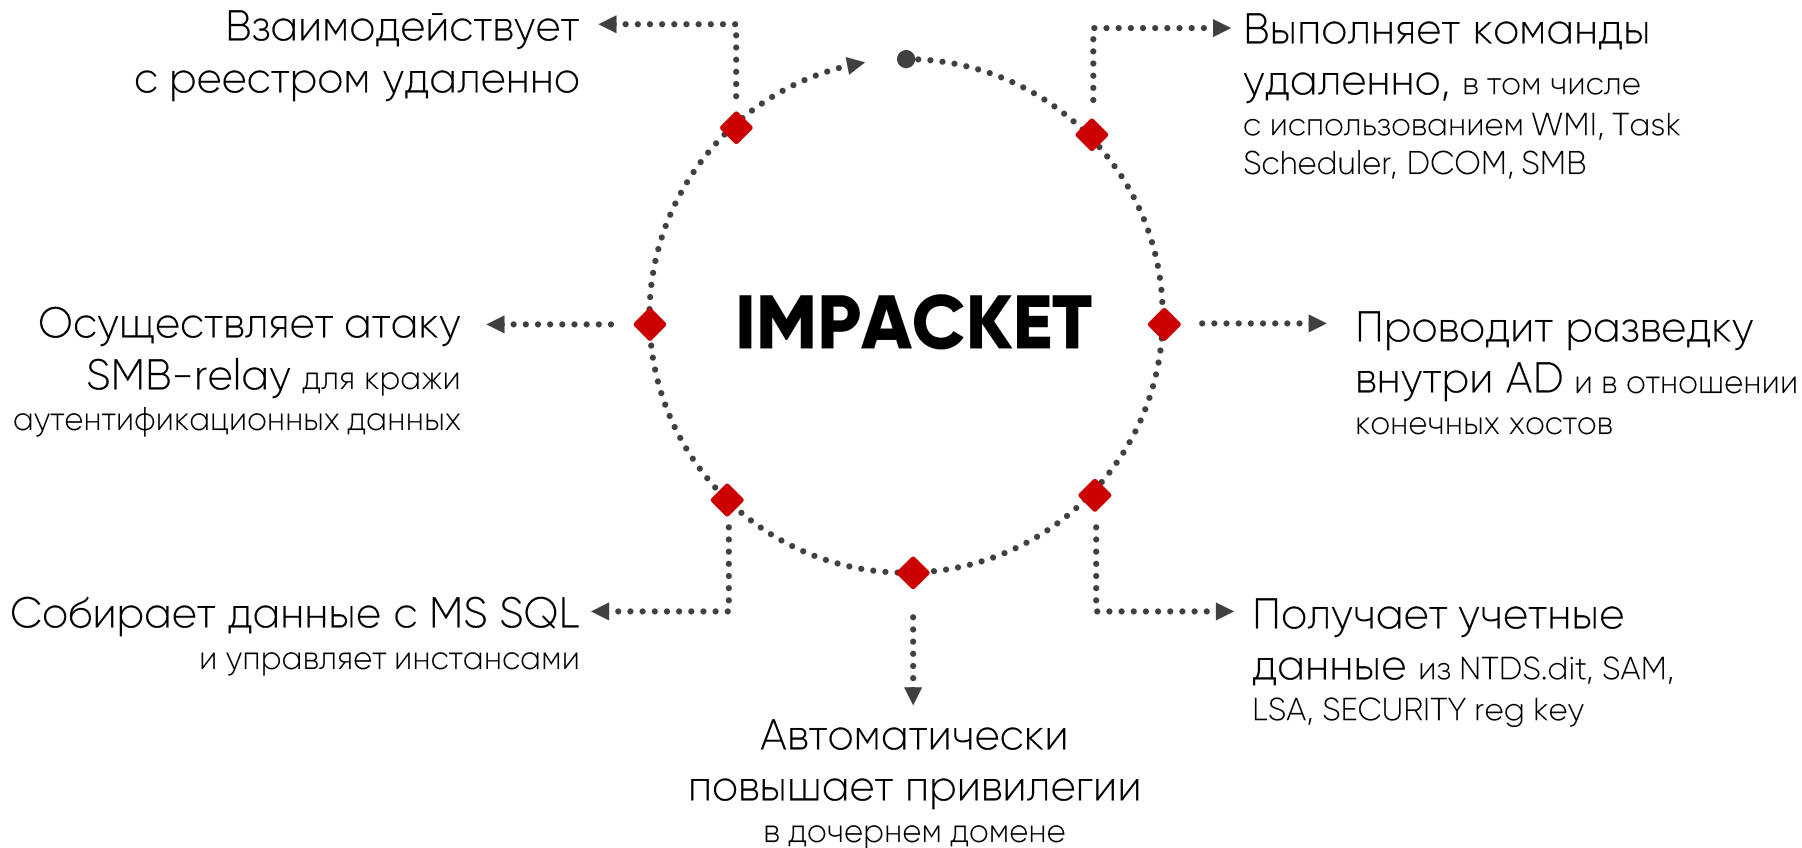 Взаимодействует
с реестром удаленно
Выполняет команды
удаленно, в том числе
с использованием WMI, Task
Scheduler, DCOM, SMB
IMPACKET
Осуществляет атаку
SMB-relay для кражи
аутентификационных данных
Проводит разведку
внутри AD и в отношении
конечных хостов
Собирает данные с MS SQL
и управляет инстансами
Получает учетные
данные из NTDS.dit, SAM,
LSA, SECURITY reg key
Автоматически
повышает привилегии
в дочернем домене